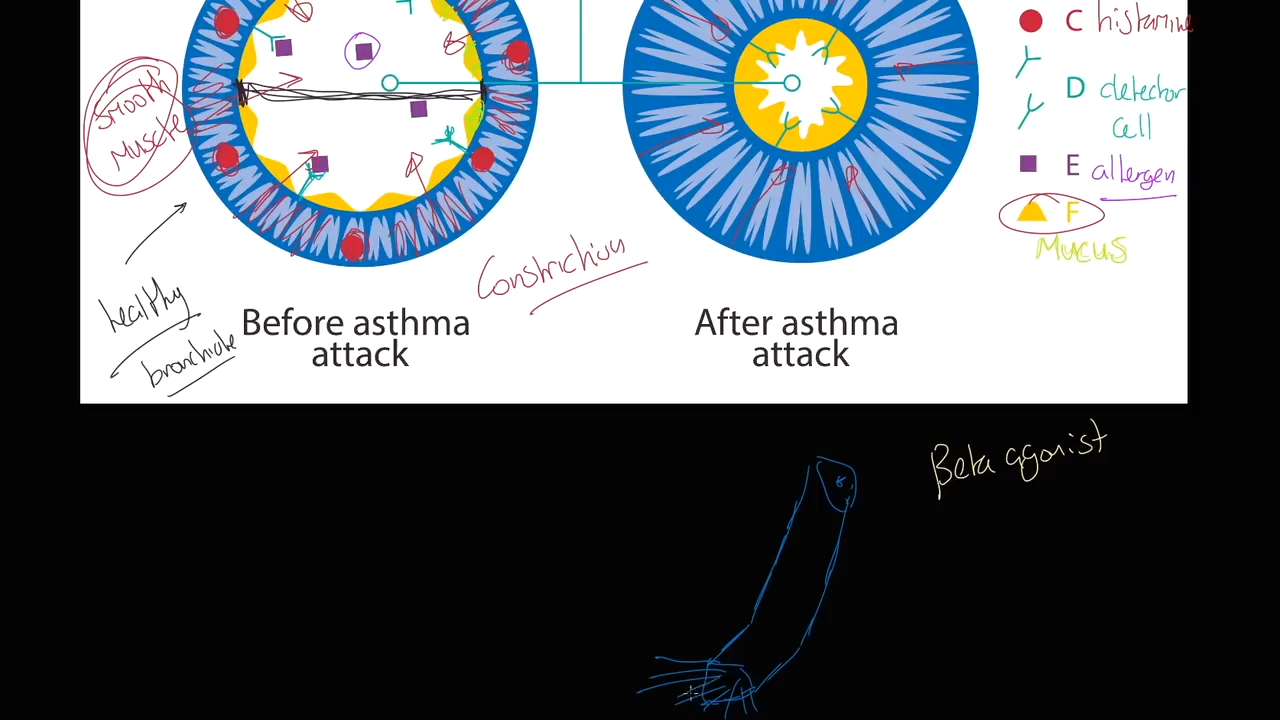 C histamine
D detector
cell
E allergen
F
Mucus
Smooth
Muscle
Constriction
healthy
bronchiole
Before asthma
attack
After asthma
attack
Beta agonist